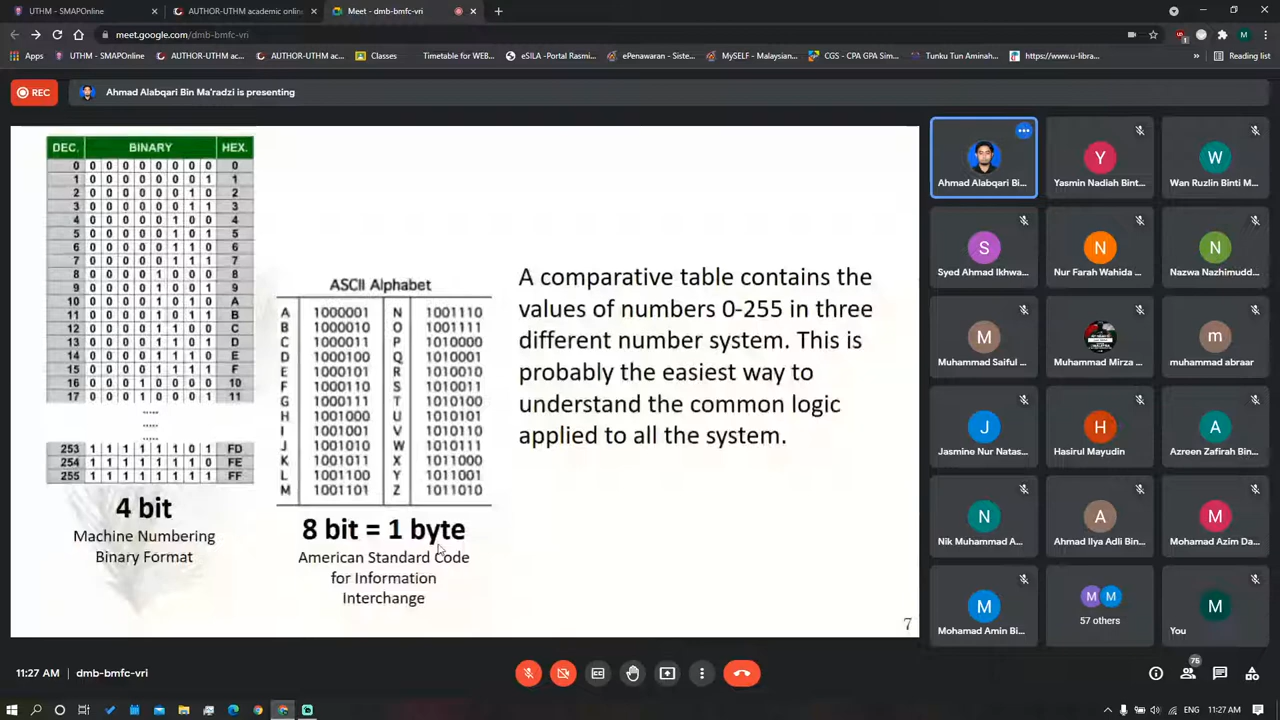 UTHM - SMAPOnline
AUTHOR-UTHM academic onlin
Meet - dmb-bmfc-vri
meet.google.com/dmb-bmfc-vri
Apps
UTHM - SMAPOnline
AUTHOR-UTHM ac...
AUTHOR-UTHM ac...
Classes
Timetable for WEB...
eSILA - Portal Rasmi...
ePenawaran - Siste...
MySELF - Malaysian...
CGS - CPA GPA Sim...
Tunku Tun Aminah...
https://www.u-libra...
»
Reading list
REC
Ahmad Alabqari Bin Ma'radzi is presenting
DEC. BINARY HEX.
0 0 0 0 0 0 0 0 0 0
1 0 0 0 0 0 0 0 1 1
2 0 0 0 0 0 0 1 0 2
3 0 0 0 0 0 0 1 1 3
4 0 0 0 0 0 1 0 0 4
5 0 0 0 0 0 1 0 1 5
6 0 0 0 0 0 1 1 0 6
7 0 0 0 0 0 1 1 1 7
8 0 0 0 0 1 0 0 0 8
9 0 0 0 0 1 0 0 1 9
10 0 0 0 0 1 0 1 0 A
11 0 0 0 0 1 0 1 1 B
12 0 0 0 0 1 1 0 0 C
13 0 0 0 0 1 1 0 1 D
14 0 0 0 0 1 1 1 0 E
15 0 0 0 0 1 1 1 1 F
16 0 0 0 1 0 0 0 0 10
17 0 0 0 1 0 0 0 1 11
.....
.....
.....
253 1 1 1 1 1 1 0 1 FD
254 1 1 1 1 1 1 1 0 FE
255 1 1 1 1 1 1 1 1 FF
4 bit
Machine Numbering
Binary Format
ASCII Alphabet
A 1000001 N 1001110
B 1000010 O 1001111
C 1000011 P 1010000
D 1000100 Q 1010001
E 1000101 R 1010010
F 1000110 S 1010011
G 1000111 T 1010100
H 1001000 U 1010101
I 1001001 V 1010110
J 1001010 W 1010111
K 1001011 X 1011000
L 1001100 Y 1011001
M 1001101 Z 1011010
8 bit = 1 byte
American Standard Code
for Information
Interchange
A comparative table contains the
values of numbers 0-255 in three
different number system. This is
probably the easiest way to
understand the common logic
applied to all the system.
7
Ahmad Alabqari Bi...
Y
Yasmin Nadiah Bint...
W
Wan Ruzlin Binti M...
S
Syed Ahmad Ikhwa...
N
Nur Farah Wahida ...
N
Nazwa Nazhimudd...
M
Muhammad Saiful ...
Muhammad Mirza ...
m
muhammad abraar
J
Jasmine Nur Natas...
H
Hasirul Mayudin
A
Azreen Zafirah Bin...
N
Nik Muhammad A...
A
Ahmad Ilya Adli Bin...
M
Mohamad Azim Da...
M
Mohamad Amin Bi...
M M
57 others
M
You
11:27 AM | dmb-bmfc-vri
75
ENG 11:27 AM